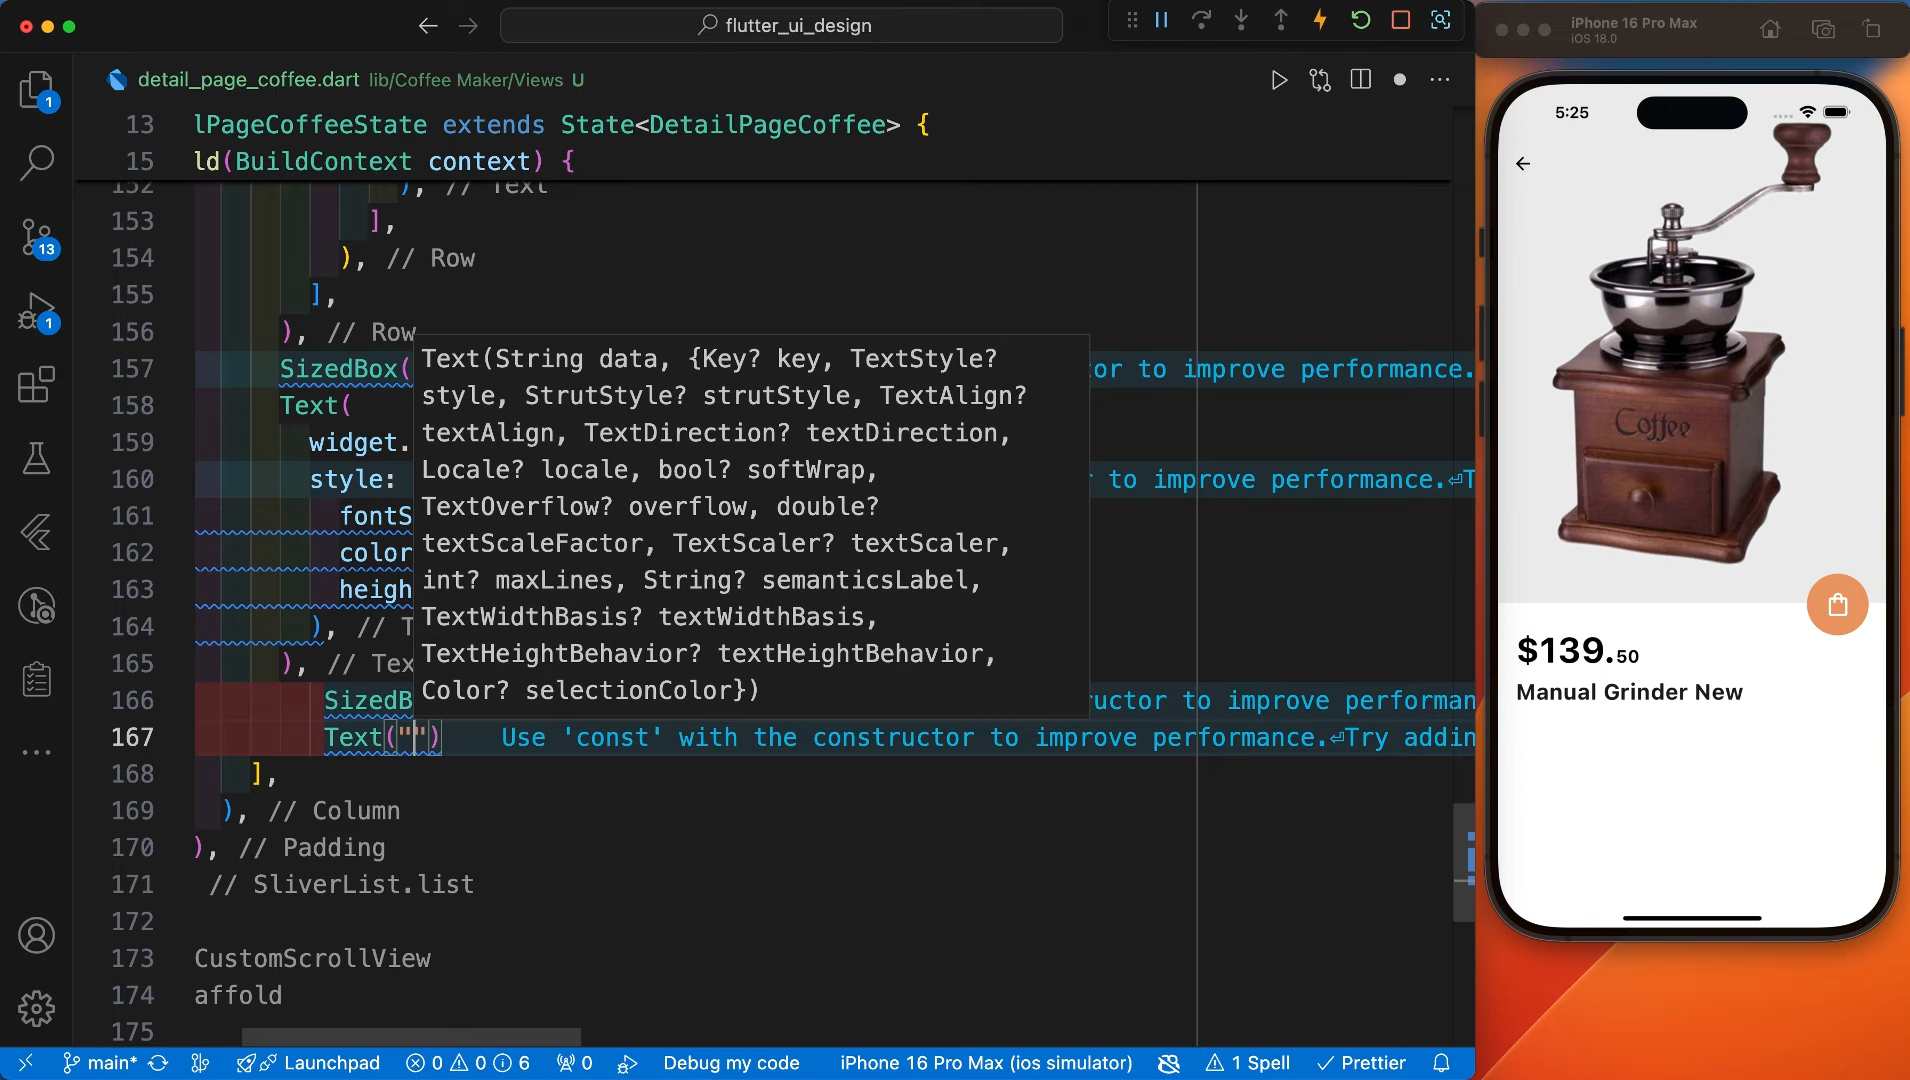 flutter_ui_design
detail_page_coffee.dart lib/Coffee Maker/Views U
13 lPageCoffeeState extends State<DetailPageCoffee> {
15 ld(BuildContext context) {
152 ), // Text
153 ],
154 ), // Row
155 ],
156 ), // Row
157 SizedBox( or to improve performance.
158 Text(
159 widget.
160 style: to improve performance.⏎T
161 fontS
162 color
163 heigh
164 ), // T
165 ), // Tex
166 SizedB uctor to improve performan
167 Text("") Use 'const' with the constructor to improve performance.⏎Try addin
168 ],
169 ), // Column
170 ), // Padding
171 // SliverList.list
172
173 CustomScrollView
174 affold
175
Text(String data, {Key? key, TextStyle?
style, StrutStyle? strutStyle, TextAlign?
textAlign, TextDirection? textDirection,
Locale? locale, bool? softWrap,
TextOverflow? overflow, double?
textScaleFactor, TextScaler? textScaler,
int? maxLines, String? semanticsLabel,
TextWidthBasis? textWidthBasis,
TextHeightBehavior? textHeightBehavior,
Color? selectionColor})
1
13
1
main* Launchpad 0 0 6 0 Debug my code iPhone 16 Pro Max (ios simulator) 1 Spell Prettier
iPhone 16 Pro Max
iOS 18.0
5:25
Coffee
$139.50
Manual Grinder New